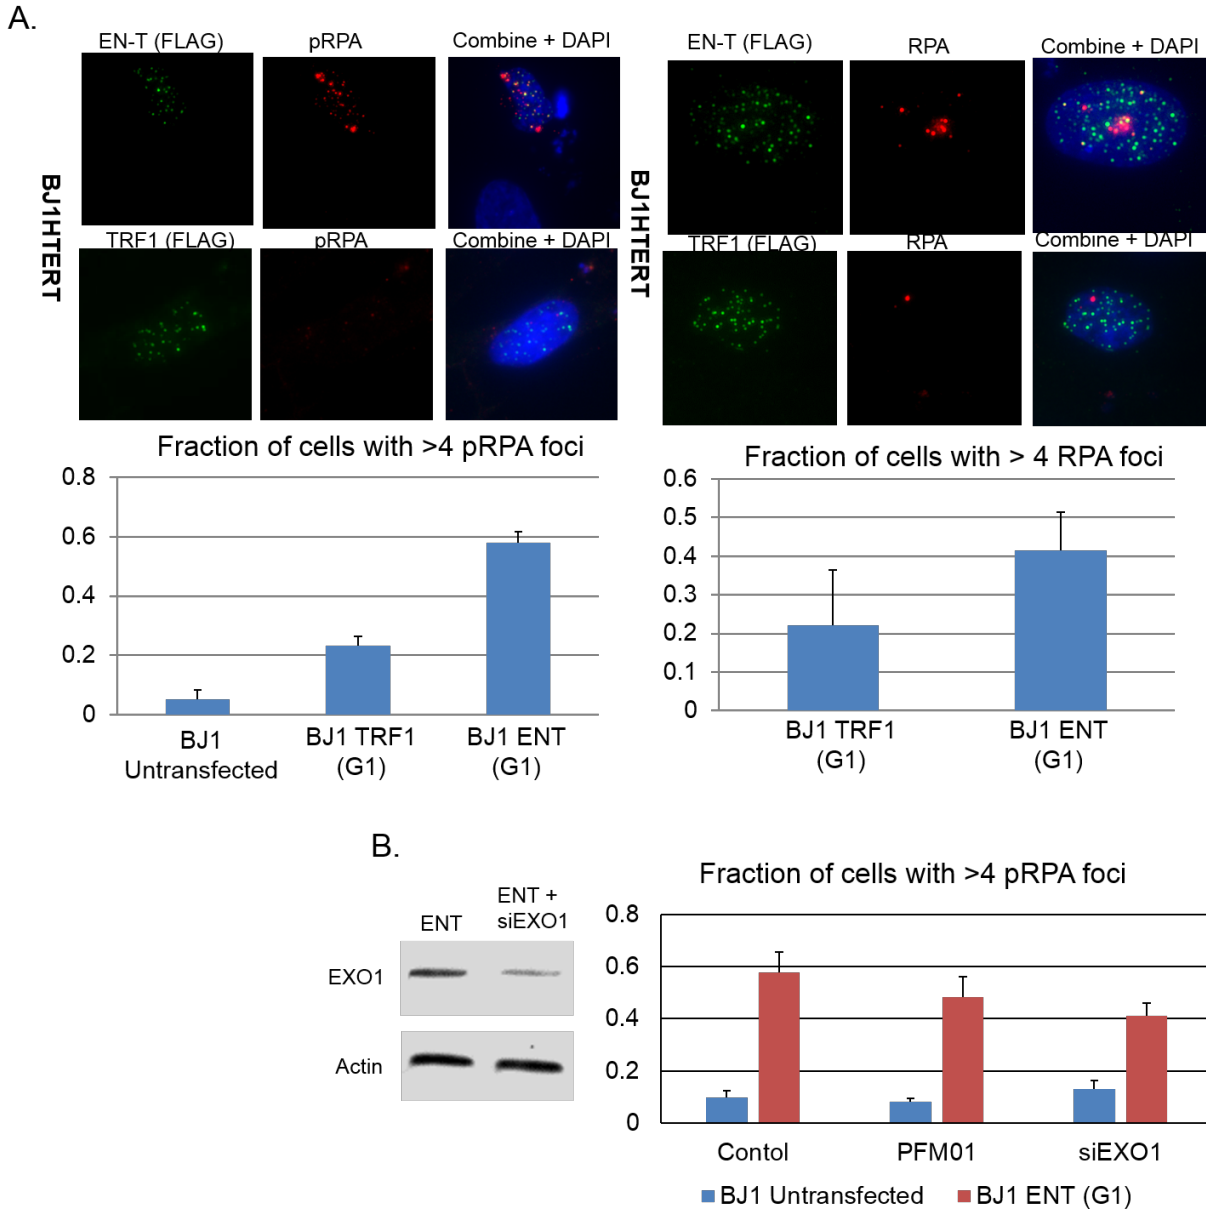 A.
EN-T (FLAG) pRPA Combine + DAPI
EN-T (FLAG) RPA Combine + DAPI
BJ1HTERT
BJ1HTERT
TRF1 (FLAG) pRPA Combine + DAPI
TRF1 (FLAG) RPA Combine + DAPI
Fraction of cells with >4 pRPA foci
0.8
0.6
0.4
0.2
0
BJ1 Untransfected
BJ1 TRF1 (G1)
BJ1 ENT (G1)
Fraction of cells with > 4 RPA foci
0.6
0.5
0.4
0.3
0.2
0.1
0
BJ1 TRF1 (G1)
BJ1 ENT (G1)
B.
ENT
ENT +
siEXO1
EXO1
Actin
Fraction of cells with >4 pRPA foci
0.8
0.6
0.4
0.2
0
Contol PFM01 siEXO1
BJ1 Untransfected BJ1 ENT (G1)